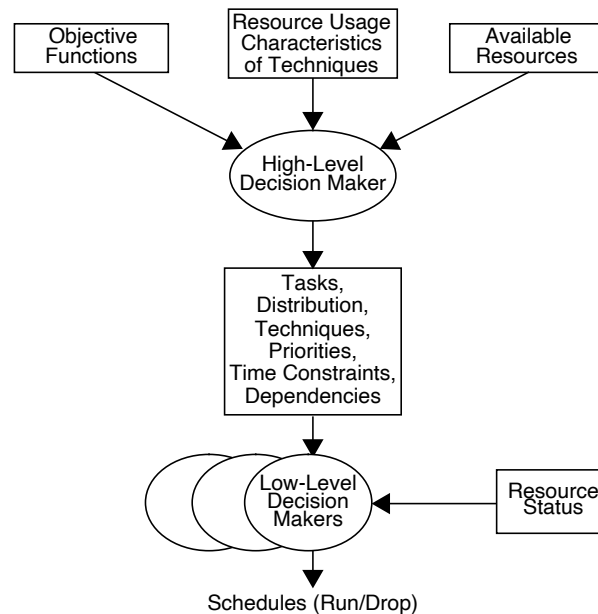 Objective
Functions
Resource Usage
Characteristics
of Techniques
Available
Resources
High-Level
Decision Maker
Tasks,
Distribution,
Techniques,
Priorities,
Time Constraints,
Dependencies
Low-Level
Decision
Makers
Resource
Status
Schedules (Run/Drop)